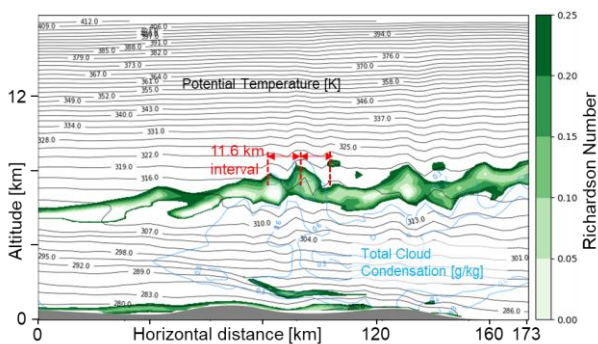 409.0 412.0 406.0
397.0 391.0 394.0
379.0 385.0 388.0 382.0 376.0
367.0 373.0 364.0 370.0
361.0 358.0
Potential Temperature [K]
349.0 352.0 355.0
343.0 340.0 346.0
334.0 331.0 337.0
328.0
322.0 325.0
319.0 316.0
11.6 km
interval
310.0 313.0
307.0 304.0
298.0
295.0 292.0 289.0 301.0
Total Cloud
Condensation [g/kg]
283.0 280.0 286.0
12
0
Altitude [km]
0 Horizontal distance [km] 120 160 173
0.25
0.20
0.15
0.10
0.05
0.00
Richardson Number